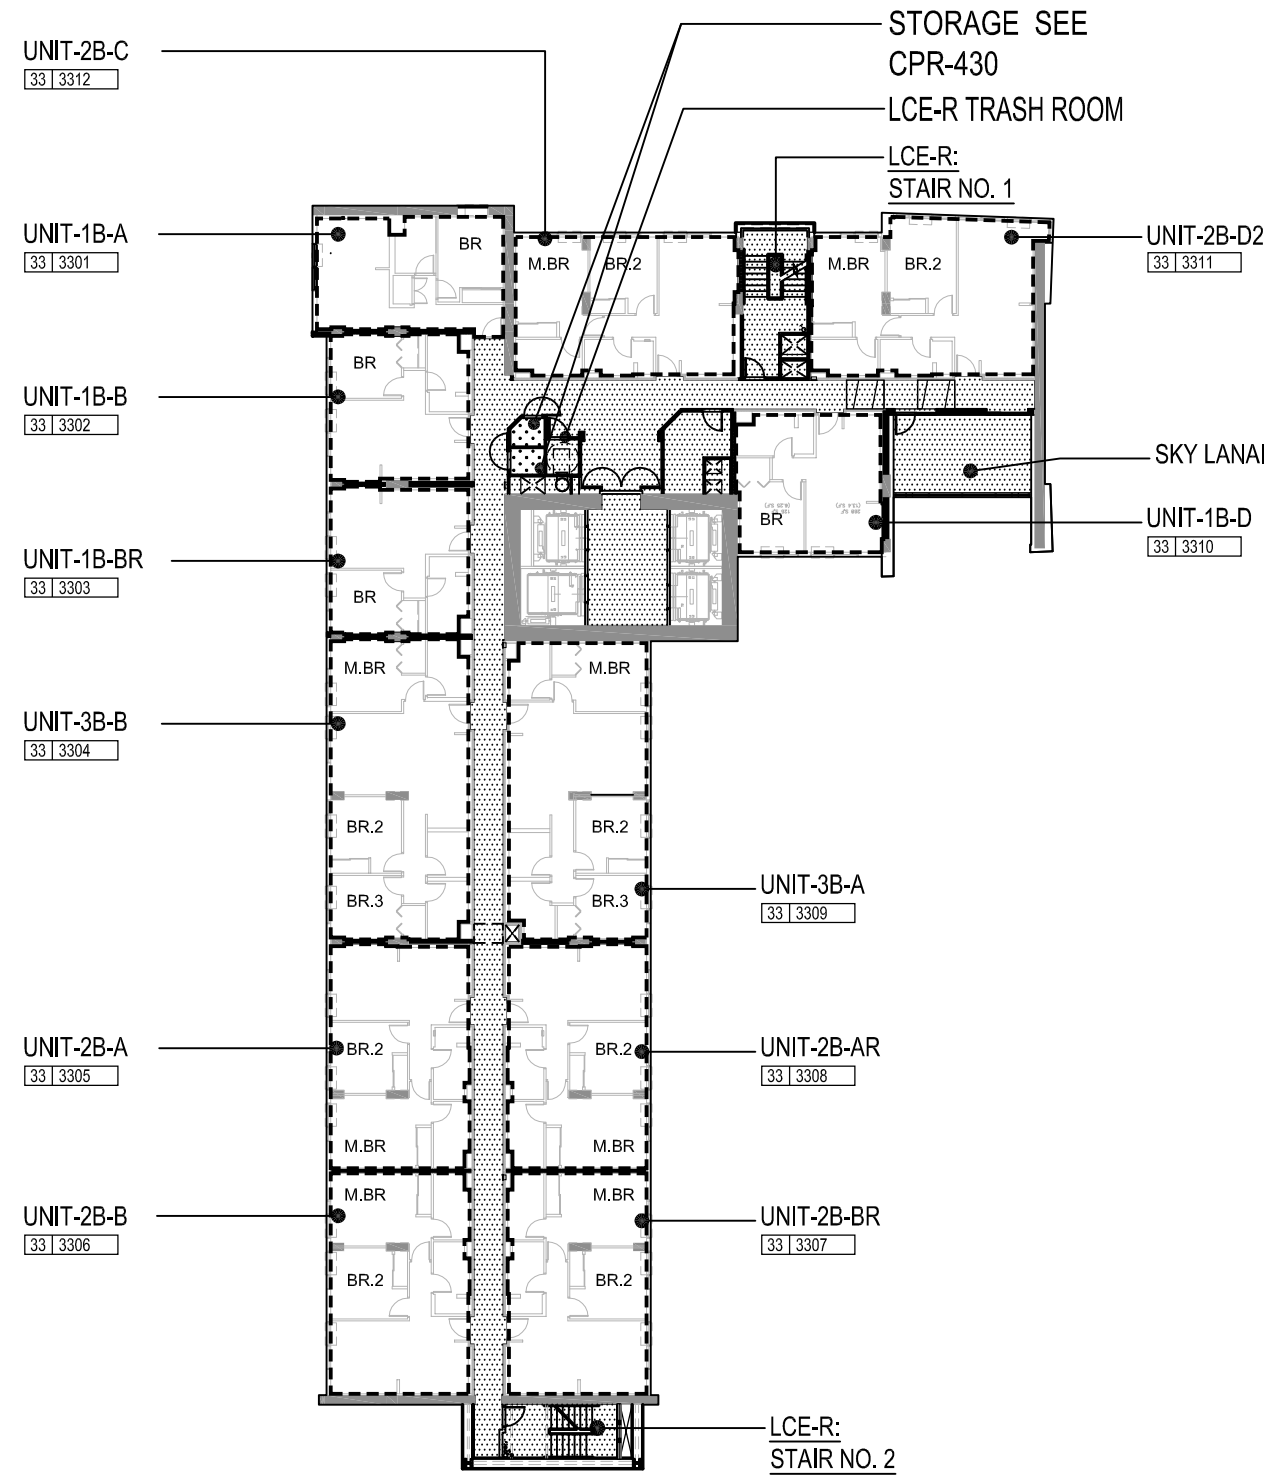 STORAGE SEE
CPR-430
UNIT-2B-C
33 3312
LCE-R TRASH ROOM
LCE-R:
STAIR NO. 1
UNIT-1B-A
33 3301
BR
M.BR
BR.2
M.BR
BR.2
UNIT-2B-D2
33 3311
UNIT-1B-B
33 3302
BR
SKY LANAI
UNIT-1B-D
33 3310
BR
UNIT-1B-BR
33 3303
BR
UNIT-3B-B
33 3304
M.BR
M.BR
BR.2
BR.2
BR.3
BR.3
UNIT-3B-A
33 3309
UNIT-2B-A
33 3305
BR.2
BR.2
UNIT-2B-AR
33 3308
M.BR
M.BR
UNIT-2B-B
33 3306
M.BR
M.BR
UNIT-2B-BR
33 3307
BR.2
BR.2
LCE-R:
STAIR NO. 2